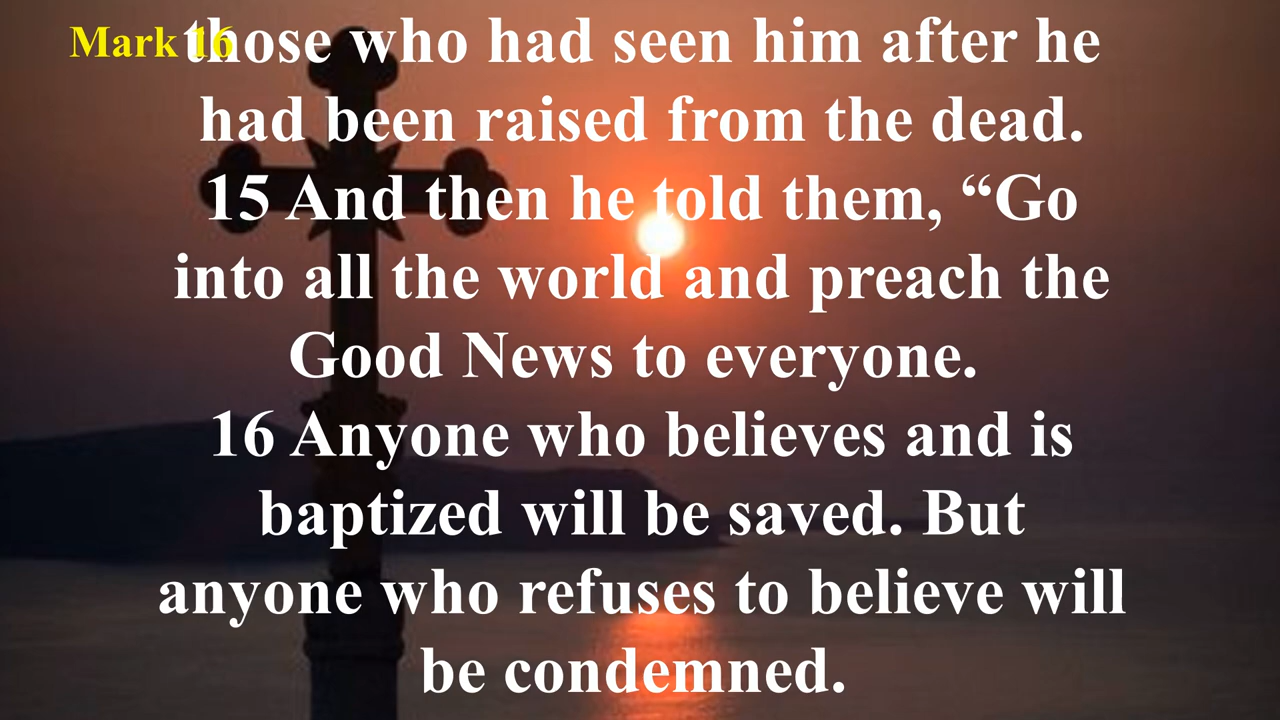 Mark 16
those who had seen him after he
had been raised from the dead.
15 And then he told them, “Go
into all the world and preach the
Good News to everyone.
16 Anyone who believes and is
baptized will be saved. But
anyone who refuses to believe will
be condemned.